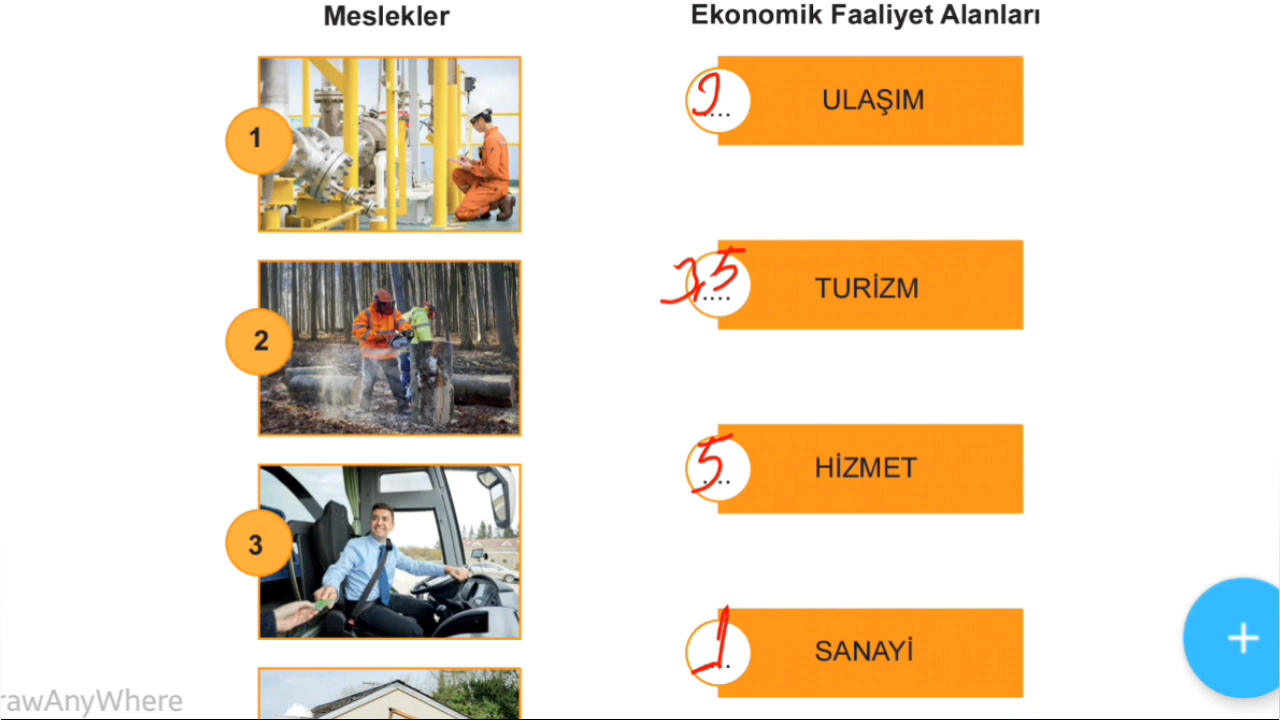 Meslekler
Ekonomik Faaliyet Alanları
1
ULAŞIM
2
TURİZM
5
HİZMET
3
1
SANAYİ
rawAnyWhere